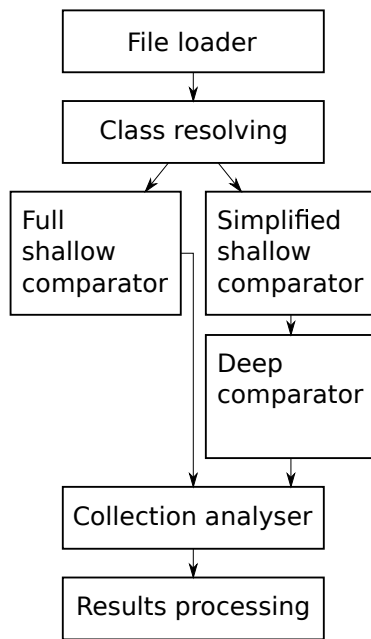 File loader
Class resolving
Full
shallow
comparator
Simplified
shallow
comparator
Deep
comparator
Collection analyser
Results processing